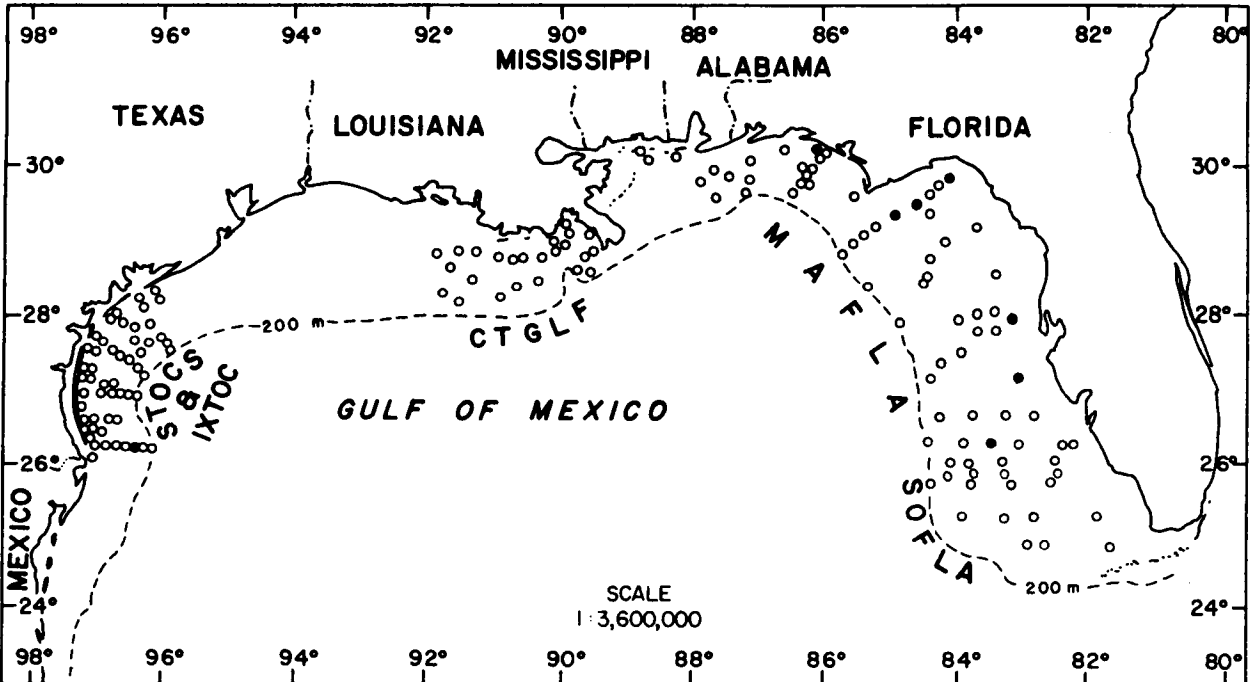 98° 96° 94° 92° 90° 88° 86° 84° 82° 80°
MISSISSIPPI
ALABAMA
TEXAS
LOUISIANA
FLORIDA
30° 30°
MAFLA
28° 28°
200 m
CTGLF
STOCS
&
IXTOC
GULF OF MEXICO
26° 26°
SOFLA
MEXICO
200 m
SCALE
1:3,600,000
24° 24°
98° 96° 94° 92° 90° 88° 86° 84° 82° 80°